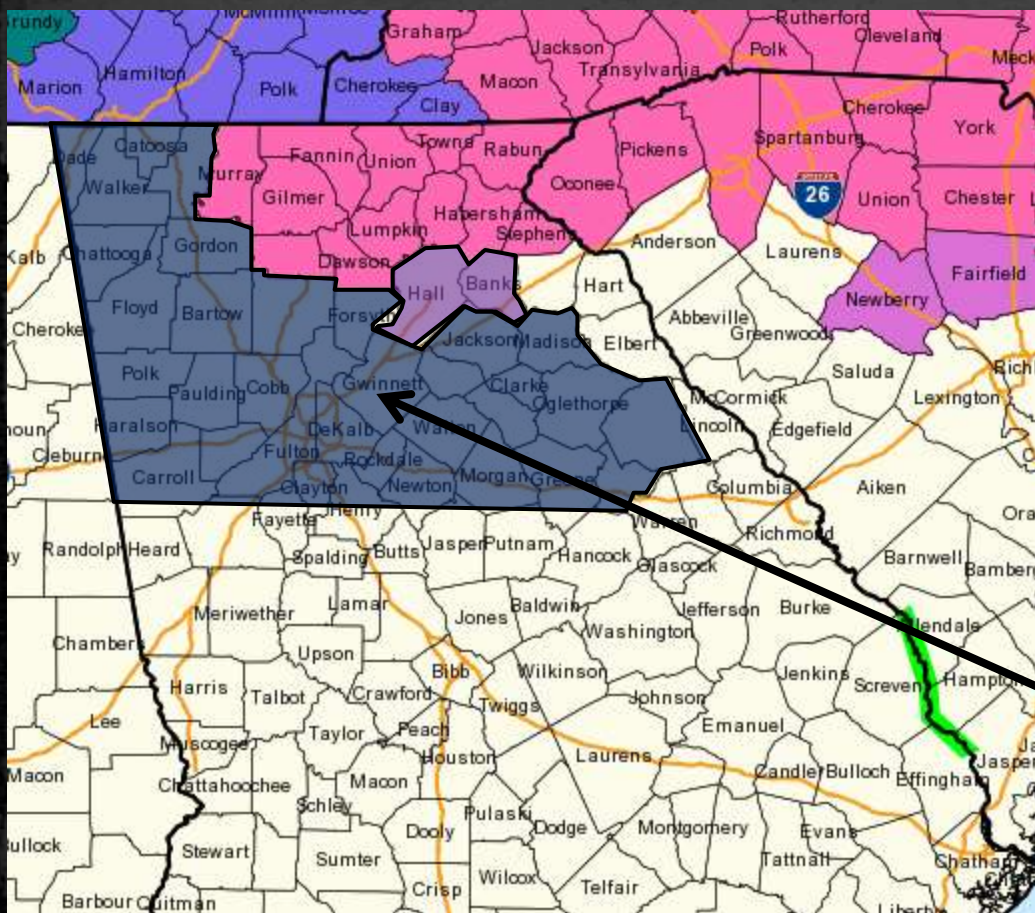 McMinn
Rutherford
Graham
Polk
Cleveland
Jackson
Transylvania
Marion
Hamilton
Polk
Cherokee
Macon
Clay
Cherokee
York
Spartanburg
Towns
Catoosa
Dade
Fannin
Union
Rabun
Pickens
Walker
Murray
Gilmer
Oconee
26
Union
Chester
Habersham
Lumpkin
Stephens
Anderson
Laurens
Chattooga
Gordon
Dawson
Fairfield
Hall
Banks
Hart
Newberry
Floyd
Bartow
Forsyth
Abbeville
Greenwood
Cherokee
Jackson
Madison
Elbert
Saluda
Polk
Paulding
Cobb
Gwinnett
Clarke
Oglethorpe
McCormick
Lexington
Haralson
DeKalb
Walton
Lincoln
Edgefield
Cleburne
Fulton
Rockdale
Carroll
Clayton
Newton
Morgan
Greene
Columbia
Aiken
Fayette
Henry
Warren
Richmond
Randolph
Heard
Spalding
Butts
Jasper
Putnam
Hancock
Glascock
Barnwell
Bamberg
Meriwether
Lamar
Jones
Baldwin
Jefferson
Burke
Chambers
Upson
Washington
Allendale
Harris
Talbot
Crawford
Bibb
Wilkinson
Jenkins
Screven
Hampton
Lee
Twiggs
Johnson
Muscogee
Taylor
Peach
Emanuel
Houston
Laurens
Jasper
Macon
Chattahoochee
Macon
Candler
Bulloch
Effingham
Schley
Pulaski
Dodge
Montgomery
Evans
Dooly
Stewart
Sumter
Tattnall
Chatham
Wilcox
Crisp
Telfair
Barbour
Quitman
Liberty